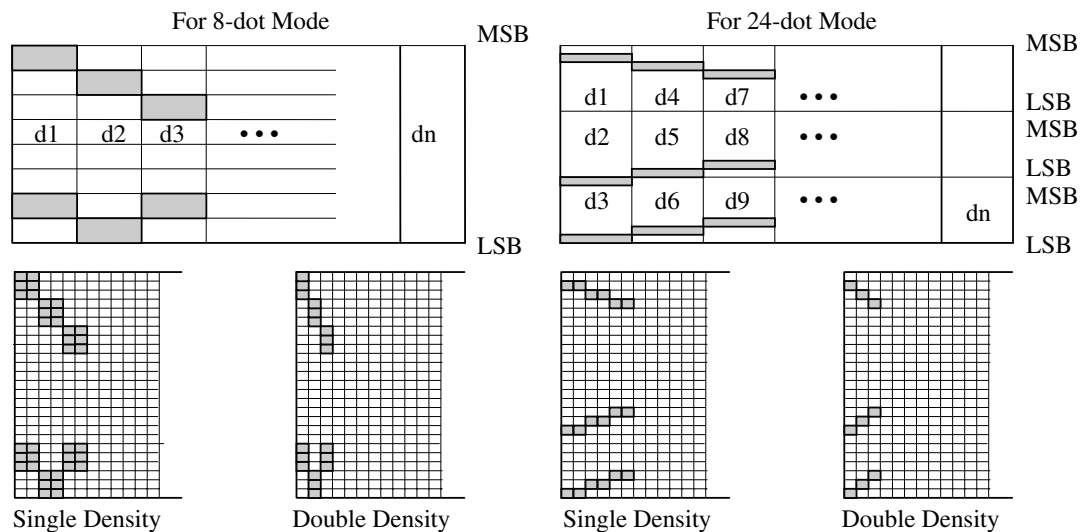 For 8-dot Mode
MSB
d1 d2 d3 • • • dn
LSB
For 24-dot Mode
MSB
d1 d4 d7 • • •
LSB
d2 d5 d8
MSB
LSB
d3 d6 d9 • • • dn
MSB
LSB
Single Density
Double Density
Single Density
Double Density